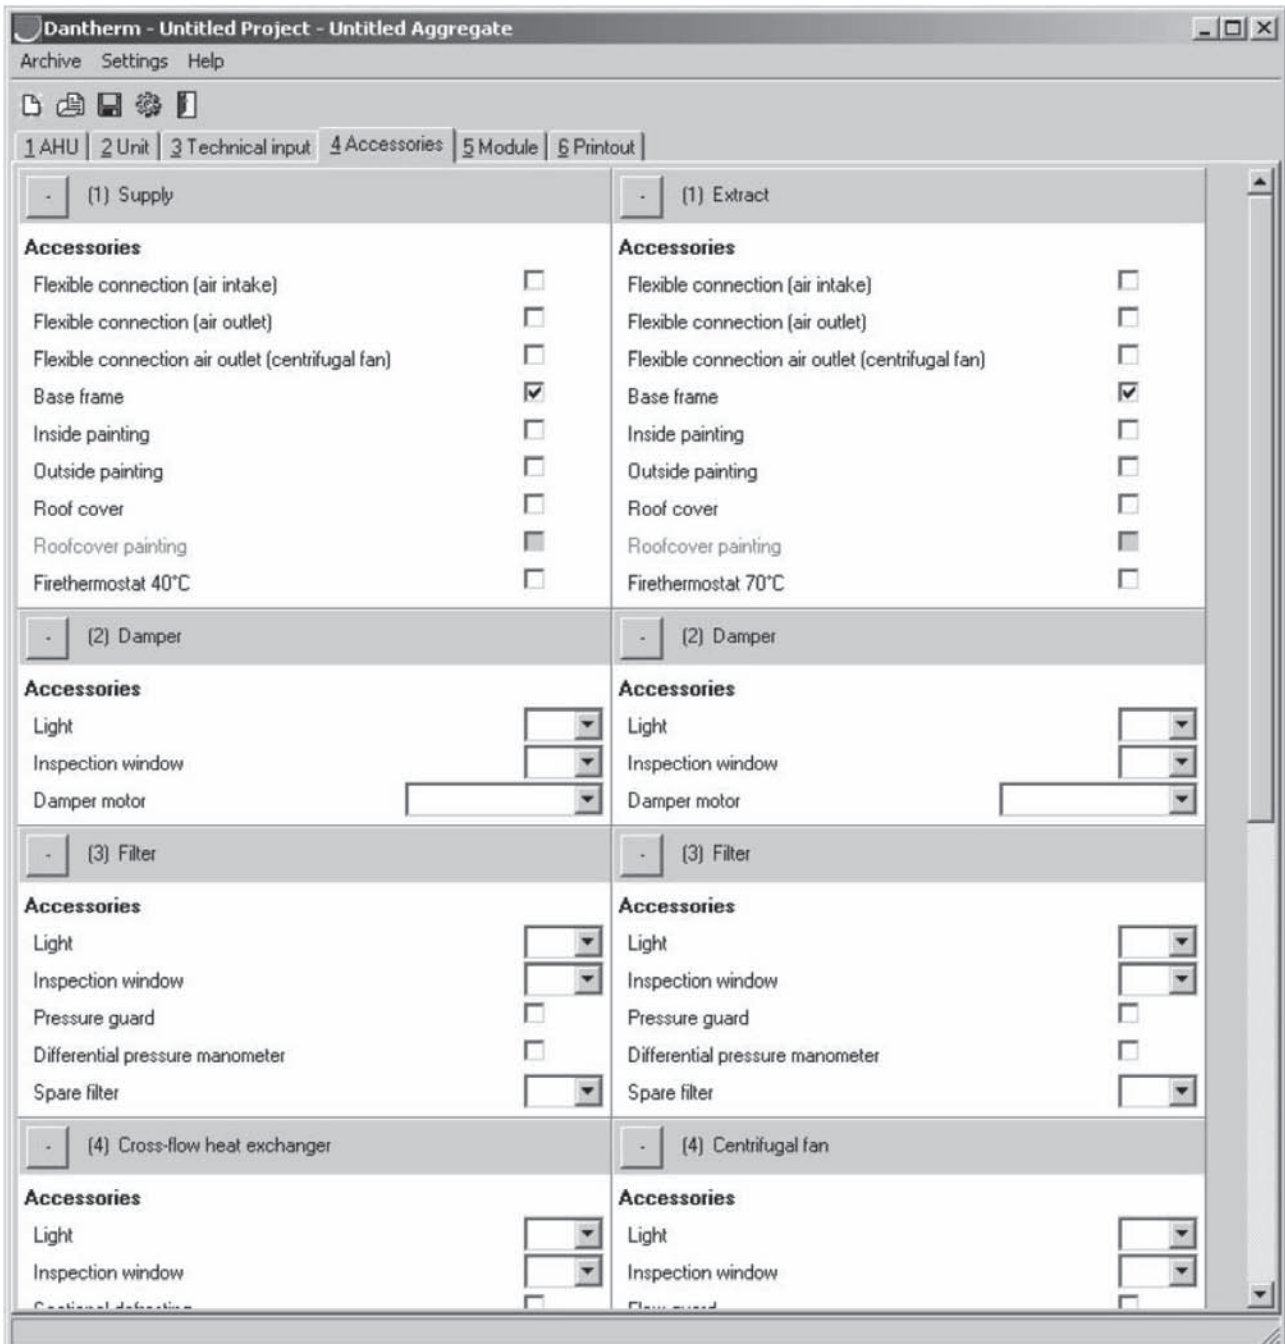 Dantherm - Untitled Project - Untitled Aggregate
Archive Settings Help
1 AHU 2 Unit 3 Technical input 4 Accessories 5 Module 6 Printout
- (1) Supply - (1) Extract
Accessories Accessories
Flexible connection (air intake) Flexible connection (air intake)
Flexible connection (air outlet) Flexible connection (air outlet)
Flexible connection air outlet (centrifugal fan) Flexible connection air outlet (centrifugal fan)
Base frame Base frame
Inside painting Inside painting
Outside painting Outside painting
Roof cover Roof cover
Roofcover painting Roofcover painting
Firethermostat 40°C Firethermostat 70°C
- (2) Damper - (2) Damper
Accessories Accessories
Light Light
Inspection window Inspection window
Damper motor Damper motor
- (3) Filter - (3) Filter
Accessories Accessories
Light Light
Inspection window Inspection window
Pressure guard Pressure guard
Differential pressure manometer Differential pressure manometer
Spare filter Spare filter
- (4) Cross-flow heat exchanger - (4) Centrifugal fan
Accessories Accessories
Light Light
Inspection window Inspection window
Sectional defrosting Flow guard